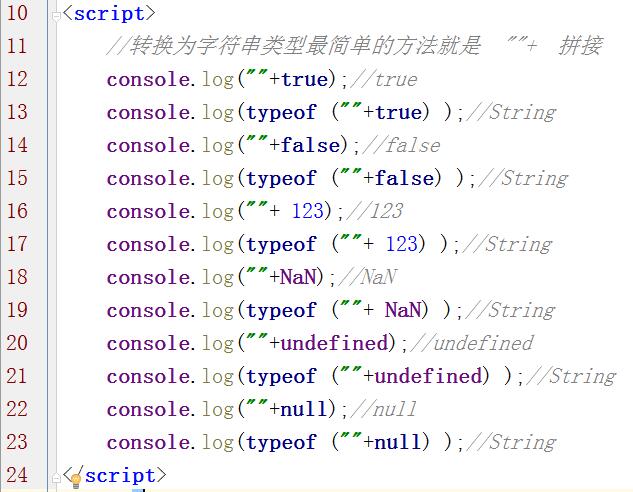 10 <script>
11 //转换为字符串类型最简单的方法就是 ""+ 拼接
12 console.log(""+true);//true
13 console.log(typeof (""+true) );//String
14 console.log(""+false);//false
15 console.log(typeof (""+false) );//String
16 console.log(""+ 123);//123
17 console.log(typeof (""+ 123) );//String
18 console.log(""+NaN);//NaN
19 console.log(typeof (""+ NaN) );//String
20 console.log(""+undefined);//undefined
21 console.log(typeof (""+undefined) );//String
22 console.log(""+null);//null
23 console.log(typeof (""+null) );//String
24 </script>